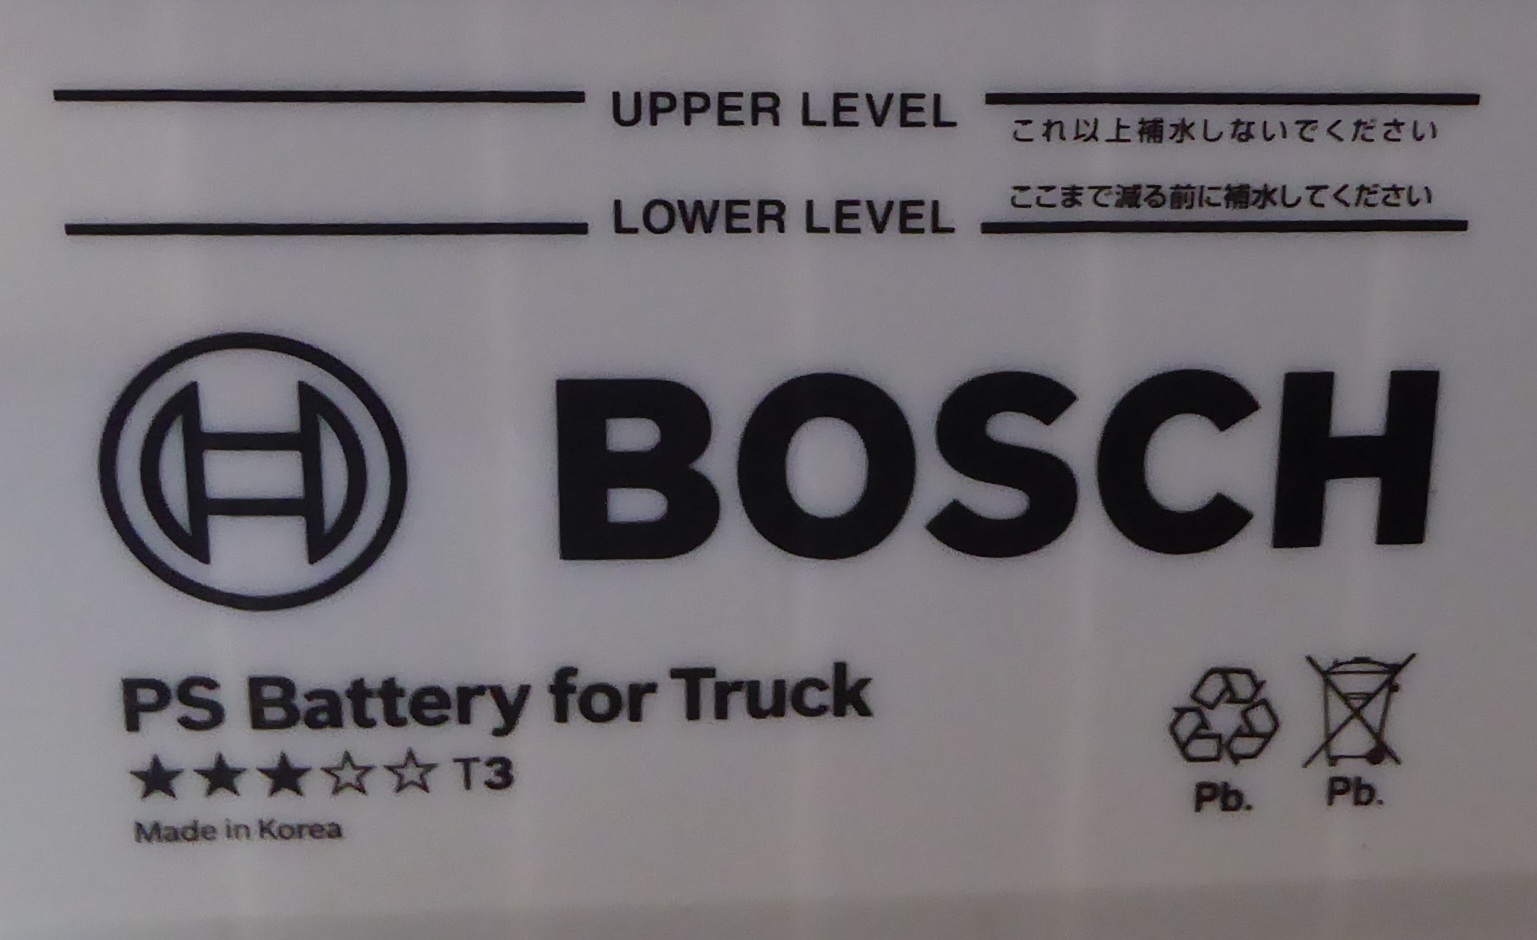 UPPER LEVEL
これ以上補水しないでください
ここまで減る前に補水してください
LOWER LEVEL
BOSCH
PS Battery for Truck
★★★☆☆ T3
Made in Korea
Pb. Pb.